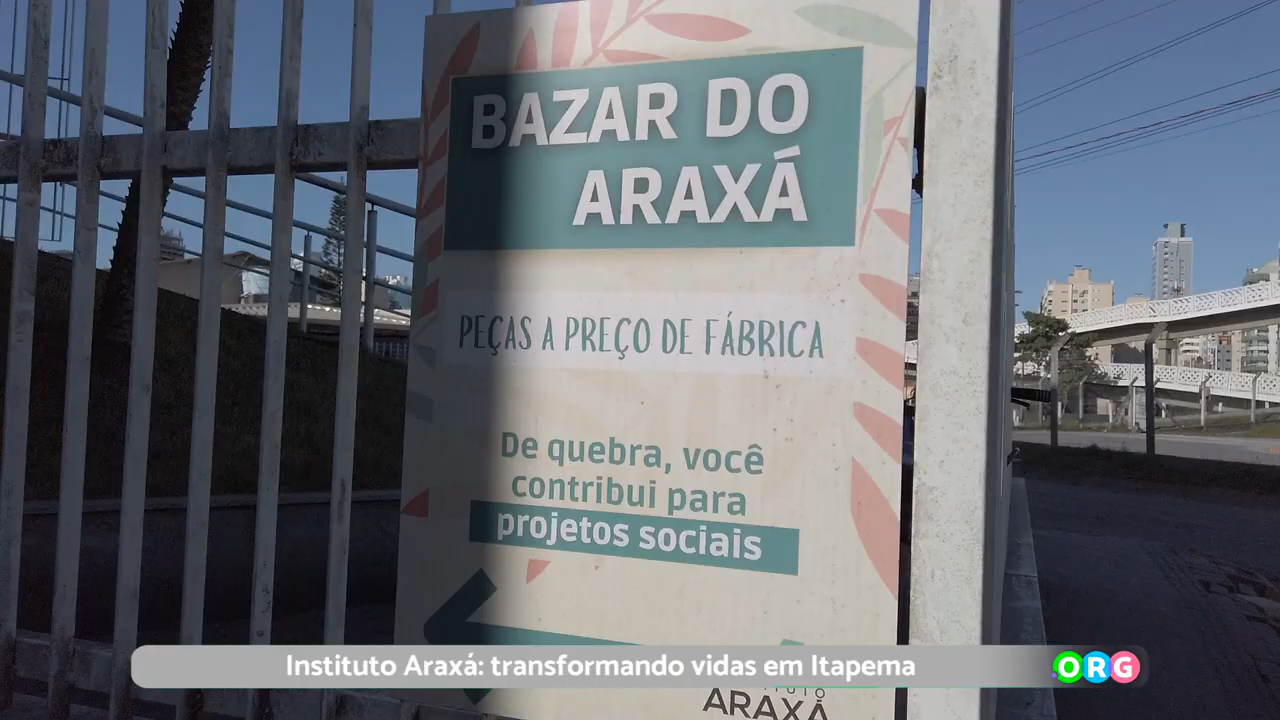 BAZAR DO
ARAXÁ
PEÇAS A PREÇO DE FÁBRICA
De quebra, você
contribui para
projetos sociais
Instituto Araxá: transformando vidas em Itapema
ORG
ARAXÁ